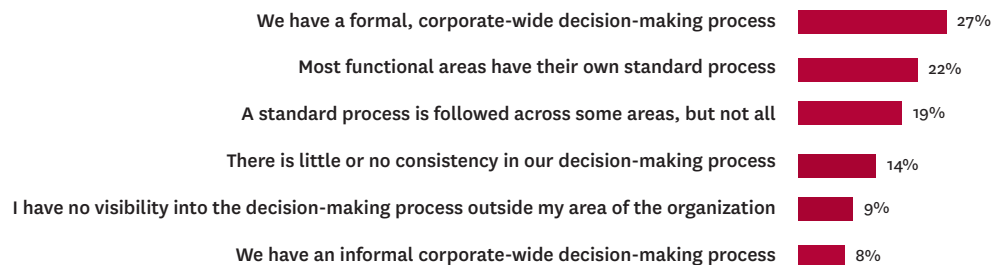 We have a formal, corporate-wide decision-making process 27%
Most functional areas have their own standard process 22%
A standard process is followed across some areas, but not all 19%
There is little or no consistency in our decision-making process 14%
I have no visibility into the decision-making process outside my area of the organization 9%
We have an informal corporate-wide decision-making process 8%